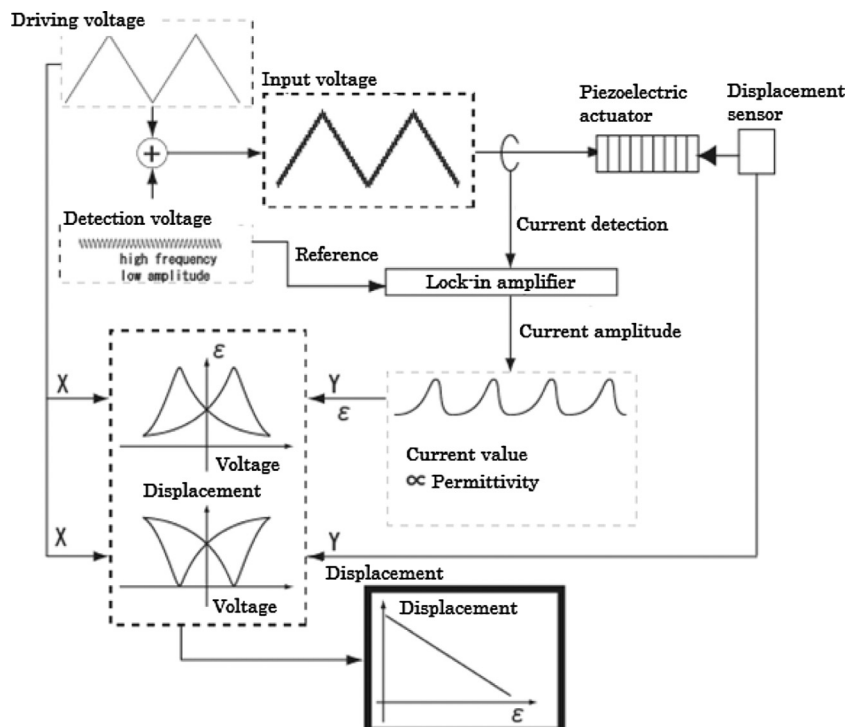 Driving voltage
Input voltage
Piezoelectric
actuator
Displacement
sensor
+
Detection voltage
high frequency
low amplitude
Reference
Current detection
Lock-in amplifier
Current amplitude
X
ε
Voltage
Y
ε
Current value
∝ Permittivity
Displacement
X
Voltage
Y
Displacement
Displacement
ε